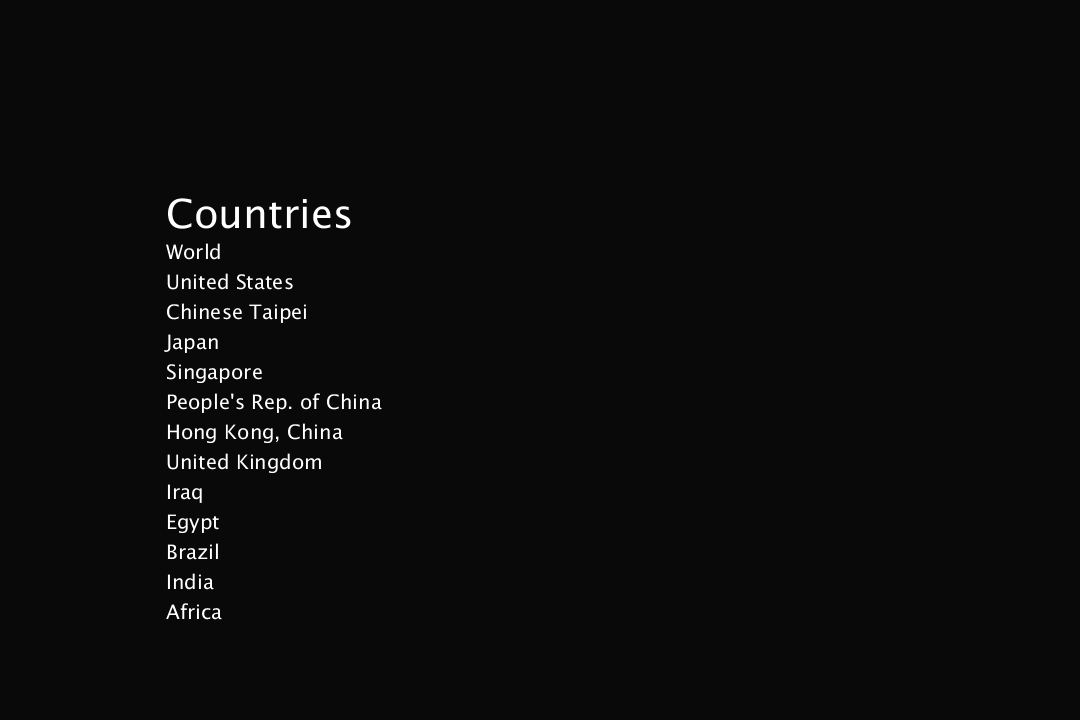 Countries
World
United States
Chinese Taipei
Japan
Singapore
People's Rep. of China
Hong Kong, China
United Kingdom
Iraq
Egypt
Brazil
India
Africa